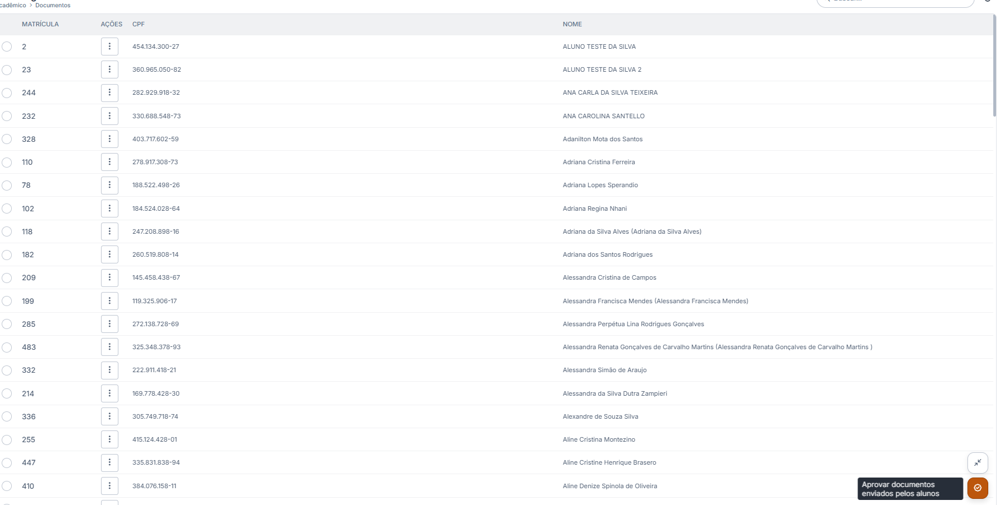 cadêmico > Documentos
MATRÍCULA AÇÕES CPF NOME
2 454.134.300-27 ALUNO TESTE DA SILVA
23 360.965.050-82 ALUNO TESTE DA SILVA 2
244 282.929.918-32 ANA CARLA DA SILVA TEIXEIRA
232 330.688.548-73 ANA CAROLINA SANTELLO
328 403.717.602-59 Adanilton Mota dos Santos
110 278.917.308-73 Adriana Cristina Ferreira
78 188.522.498-26 Adriana Lopes Sperandio
102 184.524.028-64 Adriana Regina Nhani
118 247.208.898-16 Adriana da Silva Alves (Adriana da Silva Alves)
182 260.519.808-14 Adriana dos Santos Rodrigues
209 145.458.438-67 Alessandra Cristina de Campos
199 119.325.906-17 Alessandra Francisca Mendes (Alessandra Francisca Mendes)
285 272.138.728-69 Alessandra Perpétua Lina Rodrigues Gonçalves
483 325.348.378-93 Alessandra Renata Gonçalves de Carvalho Martins (Alessandra Renata Gonçalves de Carvalho Martins )
332 222.911.418-21 Alessandra Simão de Araujo
214 169.778.428-30 Alessandra da Silva Dutra Zampieri
336 305.749.718-74 Alexandre de Souza Silva
255 415.124.428-01 Aline Cristina Montezino
447 335.831.838-94 Aline Cristine Henrique Brasero
410 384.076.158-11 Aline Denize Spinola de Oliveira
Aprovar documentos
enviados pelos alunos